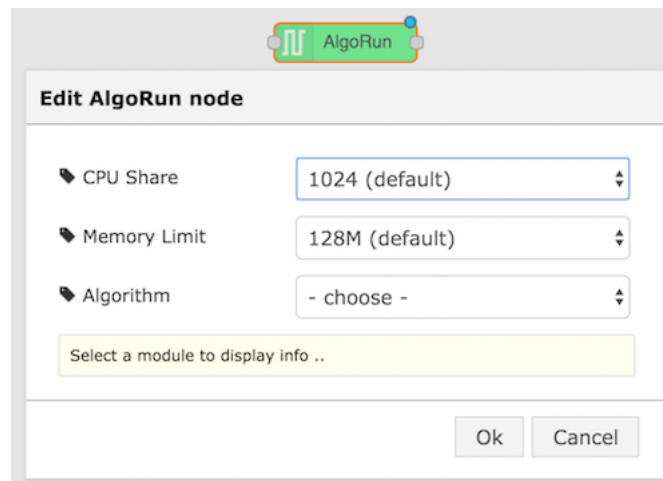 AlgoRun
Edit AlgoRun node
CPU Share
1024 (default)
Memory Limit
128M (default)
Algorithm
- choose -
Select a module to display info ..
Ok
Cancel